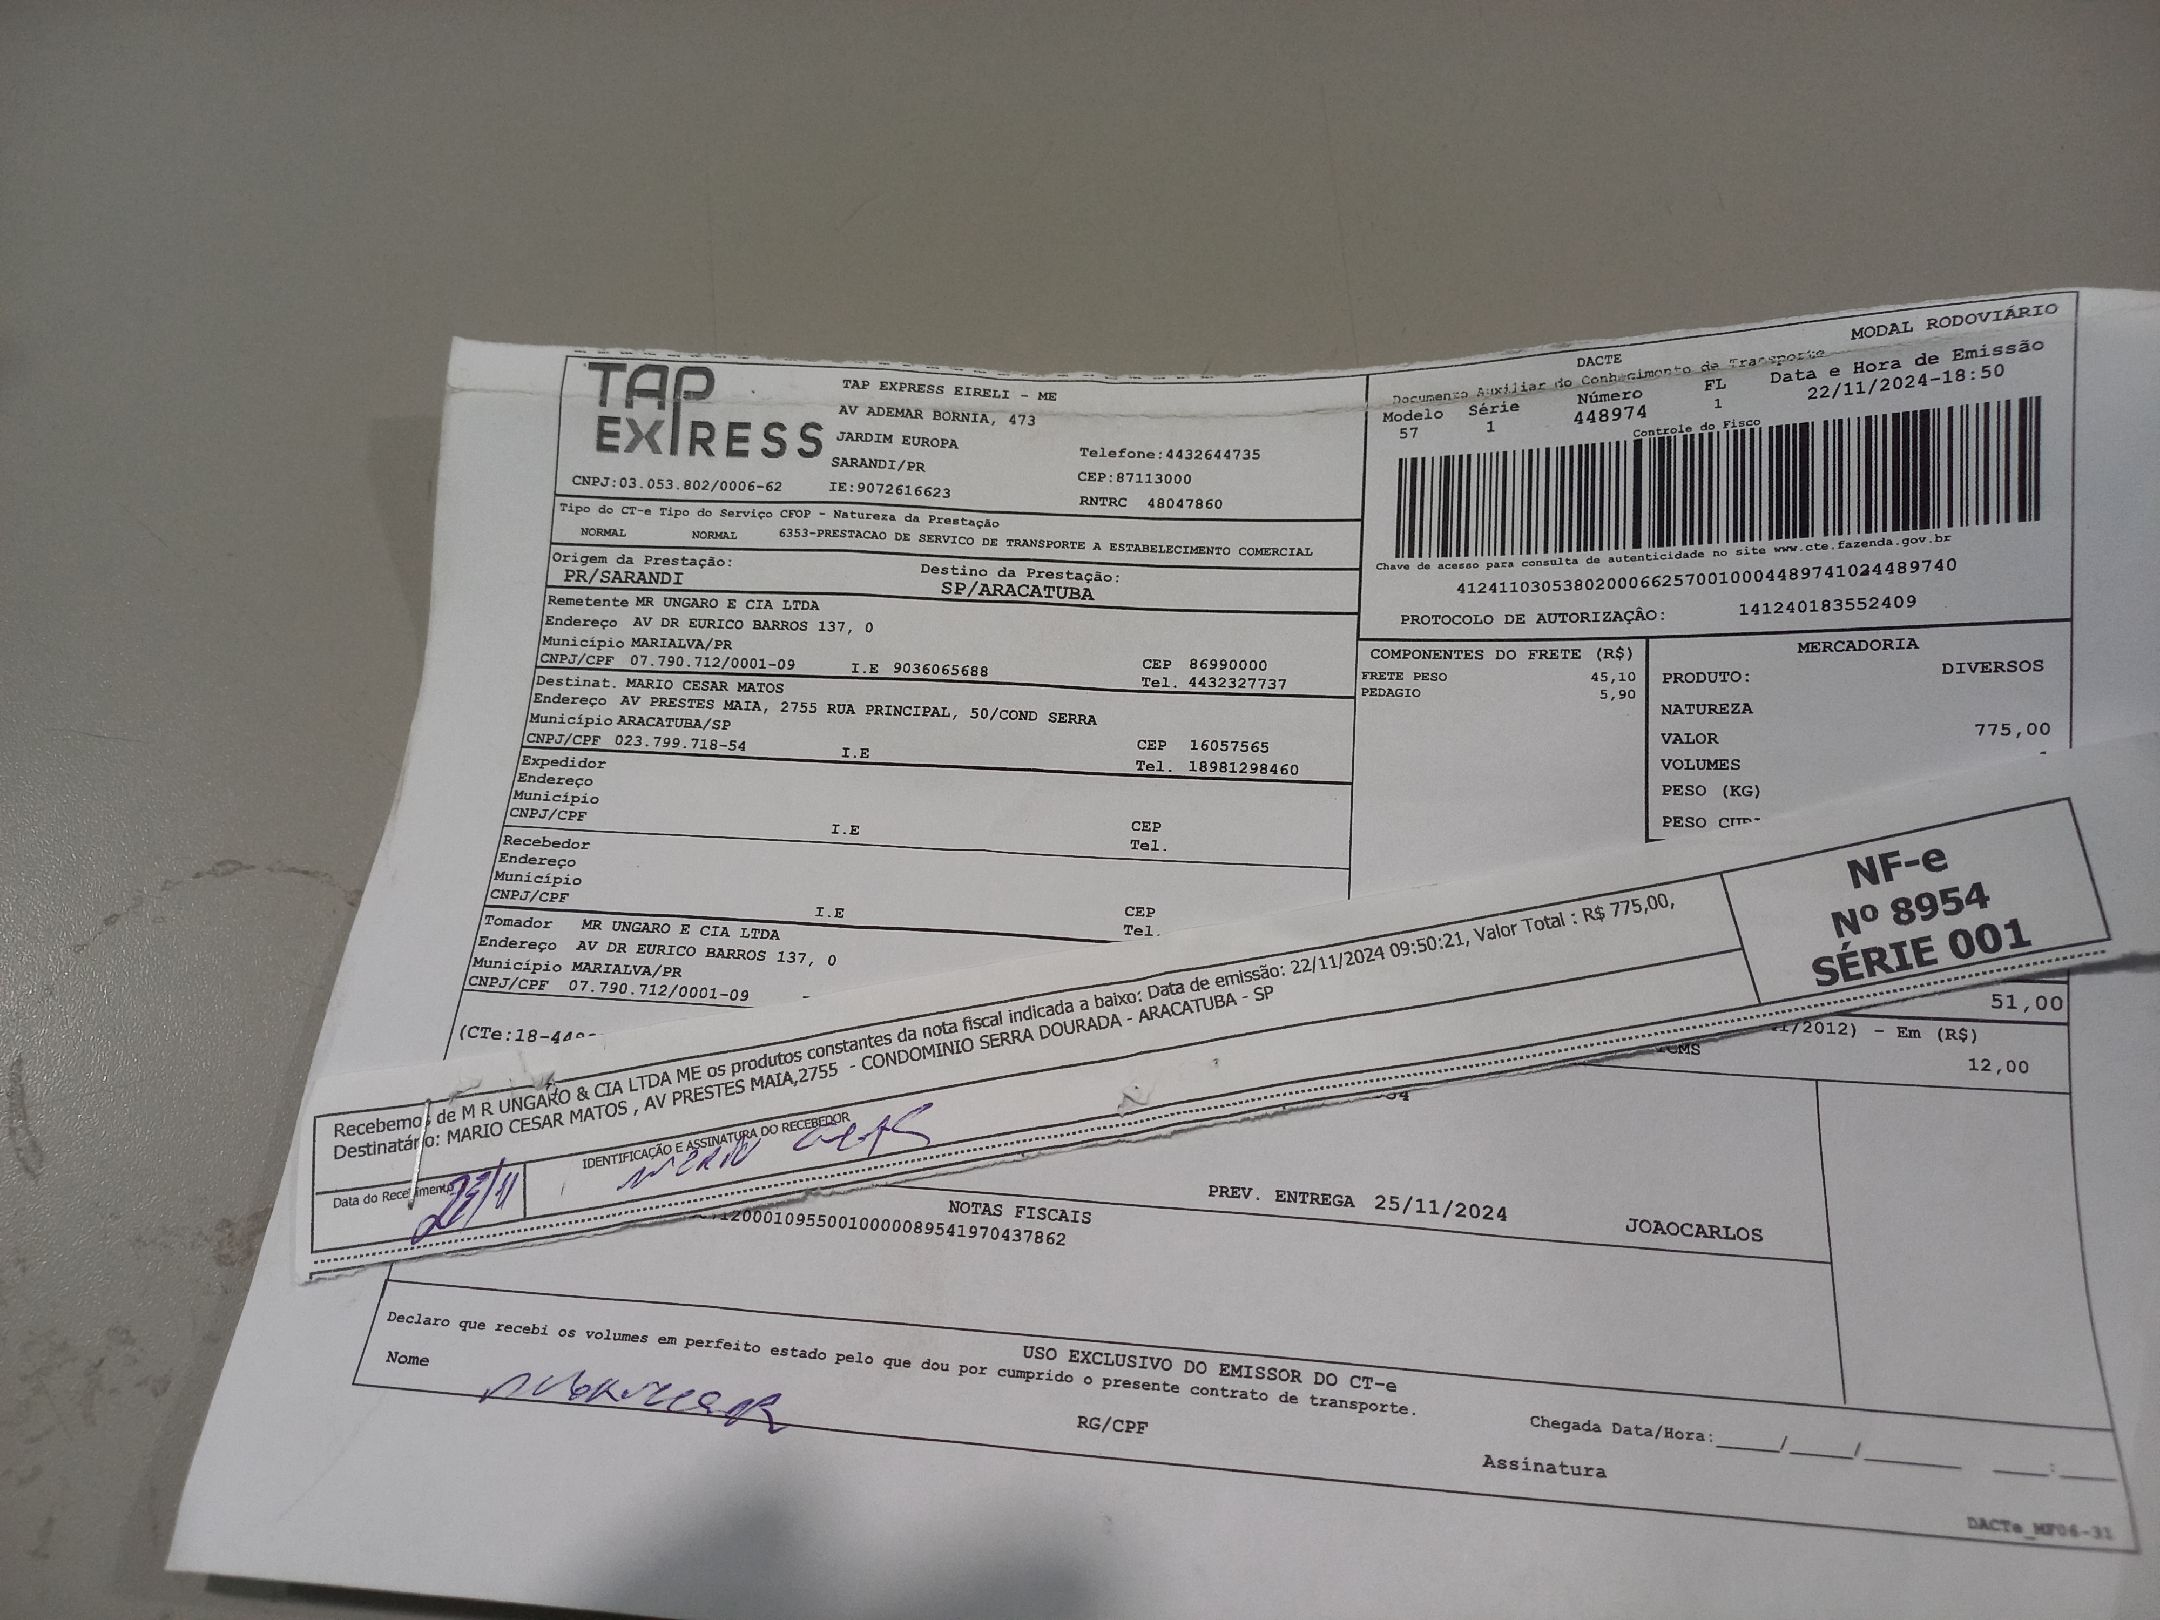 TAP
EXPRESS
TAP EXPRESS EIRELI - ME
AV ADEMAR BORNIA, 473
JARDIM EUROPA
SARANDI/PR
Telefone:4432644735
CEP:87113000
CNPJ:03.053.802/0006-62 IE:9072616623 RNTRC 48047860
DACTE MODAL RODOVIÁRIO
Documento Auxiliar do Conhecimento de Transporte
Modelo Série Número FL Data e Hora de Emissão
57 1 448974 1 22/11/2024-18:50
Controle do Fisco
Chave de acesso para consulta de autenticidade no site www.cte.fazenda.gov.br
41241103053802000662570010004489741024489740
PROTOCOLO DE AUTORIZAÇÃO: 141240183552409
Tipo do CT-e Tipo do Serviço CFOP - Natureza da Prestação
NORMAL NORMAL 6353-PRESTACAO DE SERVICO DE TRANSPORTE A ESTABELECIMENTO COMERCIAL
Origem da Prestação: Destino da Prestação:
PR/SARANDI SP/ARACATUBA
Remetente MR UNGARO E CIA LTDA
Endereço AV DR EURICO BARROS 137, 0
Município MARIALVA/PR CEP 86990000
CNPJ/CPF 07.790.712/0001-09 I.E 9036065688 Tel. 4432327737
Destinat. MARIO CESAR MATOS
Endereço AV PRESTES MAIA, 2755 RUA PRINCIPAL, 50/COND SERRA
Município ARACATUBA/SP CEP 16057565
CNPJ/CPF 023.799.718-54 I.E Tel. 18981298460
Expedidor
Endereço
Município CEP
CNPJ/CPF I.E Tel.
Recebedor
Endereço
Município CEP
CNPJ/CPF I.E Tel.
Tomador MR UNGARO E CIA LTDA
Endereço AV DR EURICO BARROS 137, 0
Município MARIALVA/PR
CNPJ/CPF 07.790.712/0001-09
COMPONENTES DO FRETE (R$)
FRETE PESO 45,10
PEDAGIO 5,90
MERCADORIA
PRODUTO: DIVERSOS
NATUREZA
VALOR 775,00
VOLUMES
PESO (KG)
PESO
(CTe:18-
51,00
/2012) - Em (R$)
ICMS 12,00
Recebemos de M R UNGARO & CIA LTDA ME os produtos constantes da nota fiscal indicada a baixo: Data de emissão: 22/11/2024 09:50:21, Valor Total : R$ 775,00,
Destinatário: MARIO CESAR MATOS , AV PRESTES MAIA,2755 - CONDOMINIO SERRA DOURADA - ARACATUBA - SP
Data do Recebimento IDENTIFICAÇÃO E ASSINATURA DO RECEBEDOR
NF-e
Nº 8954
SÉRIE 001
PREV. ENTREGA 25/11/2024 JOAOCARLOS
NOTAS FISCAIS
12000109550010000089541970437862
USO EXCLUSIVO DO EMISSOR DO CT-e
Declaro que recebi os volumes em perfeito estado pelo que dou por cumprido o presente contrato de transporte.
Nome RG/CPF Chegada Data/Hora:_____/_____/_______ ____:____
Assinatura
DACTe_MF06-31